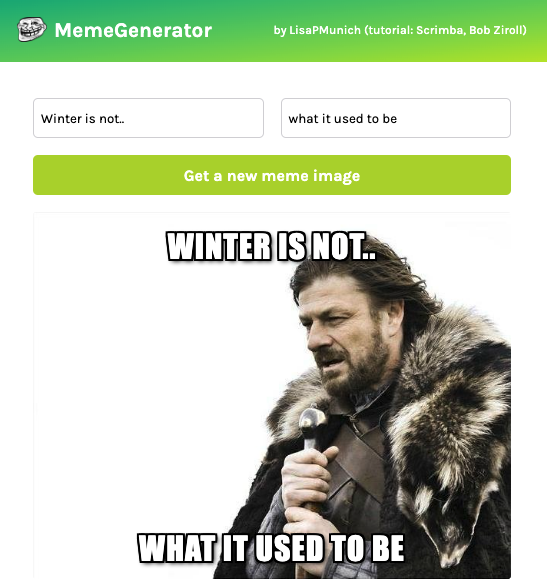 MemeGenerator
by LisaPMunich (tutorial: Scrimba, Bob Ziroll)
Winter is not..
what it used to be
Get a new meme image
WINTER IS NOT..
WHAT IT USED TO BE